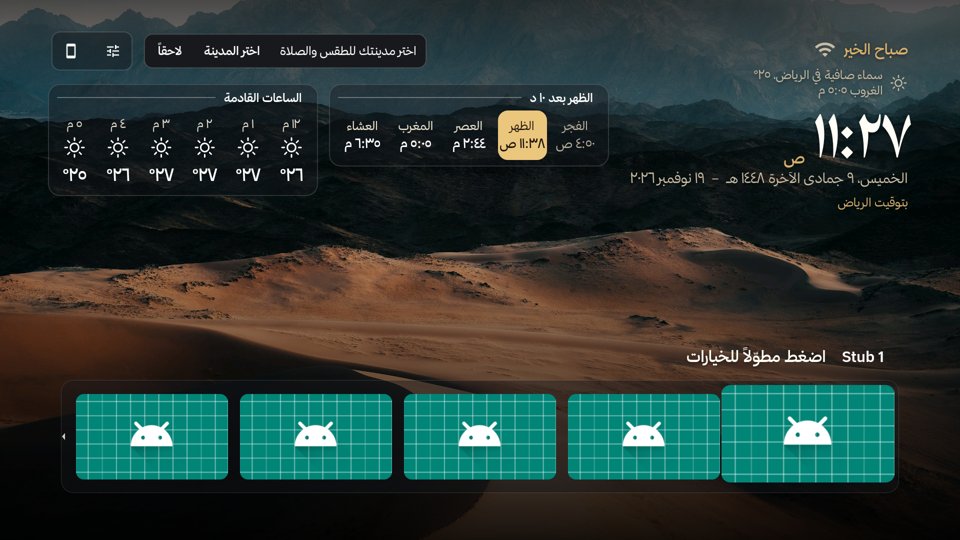 صباح الخير
سماء صافية في الرياض، ٢٥°
الغروب ٥:٠٥ م
١١:٢٧ ص
الخميس، ٩ جمادى الآخرة ١٤٤٨ هـ – ١٩ نوفمبر ٢٠٢٦
بتوقيت الرياض
اختر مدينتك للطقس والصلاة اختر المدينة لاحقاً
الظهر بعد ١٠ د
الفجر الظهر العصر المغرب العشاء
٤:٥٠ ص ١١:٣٨ ص ٢:٤٤ م ٥:٠٥ م ٦:٣٥ م
الساعات القادمة
١٢ م ١ م ٢ م ٣ م ٤ م ٥ م
٢٦° ٢٧° ٢٧° ٢٧° ٢٦° ٢٥°
Stub 1 اضغط مطوّلاً للخيارات